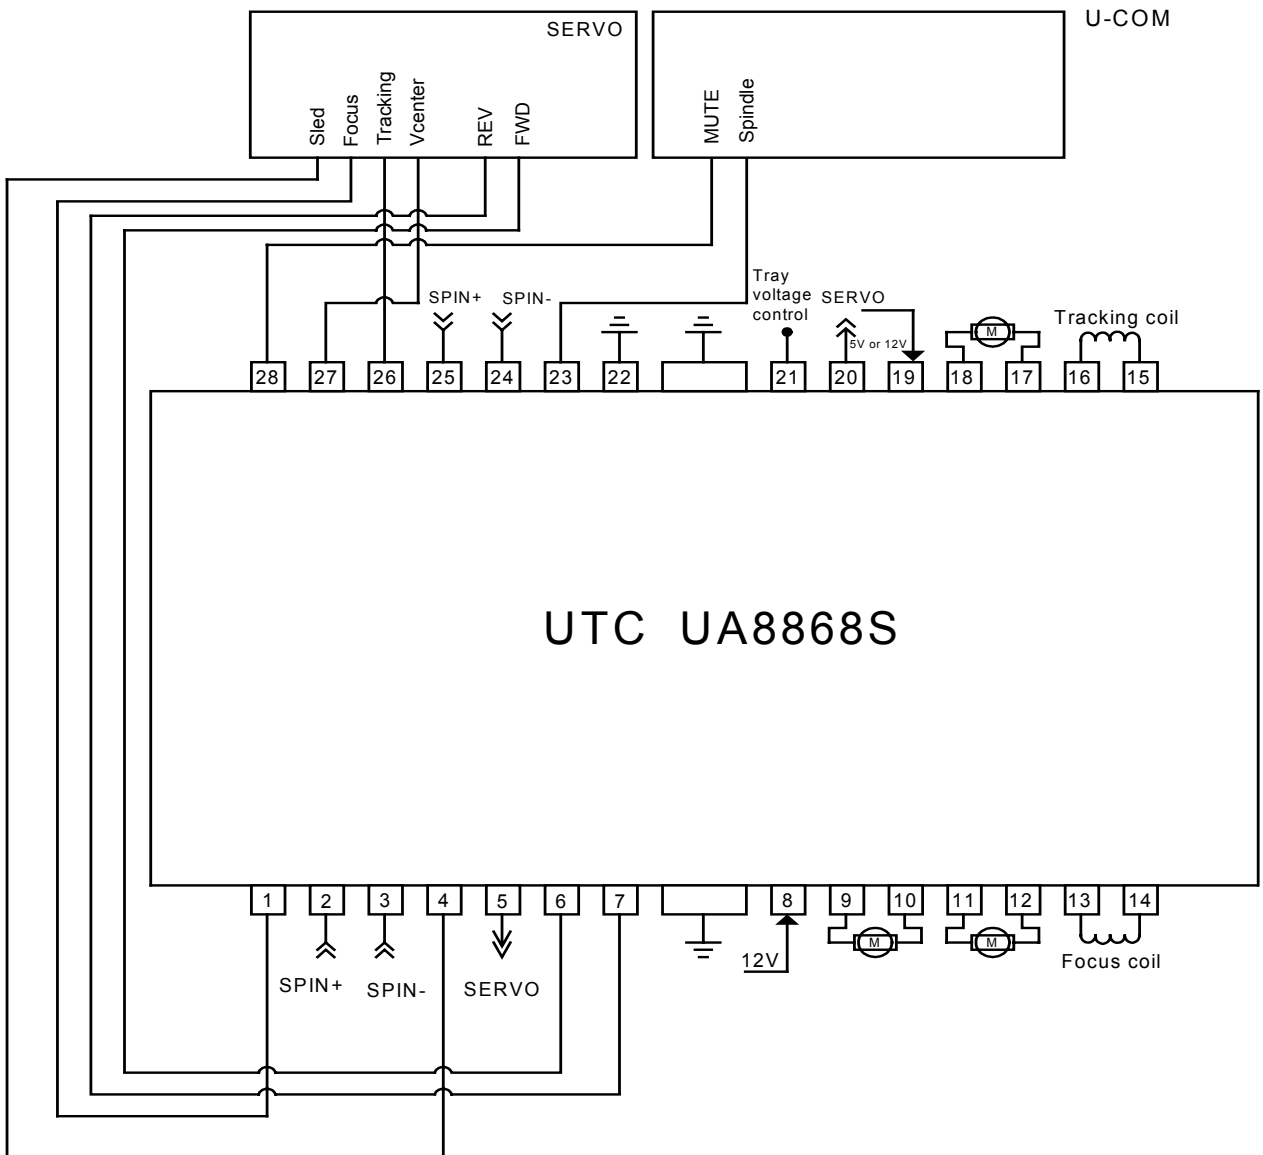 U-COM
SERVO
Sled
Focus
Tracking
Vcenter
REV
FWD
MUTE
Spindle
SPIN+
SPIN-
Tray
voltage
control
SERVO
5V or 12V
M
Tracking coil
28 27 26 25 24 23 22 21 20 19 18 17 16 15
UTC UA8868S
1 2 3 4 5 6 7 8 9 10 11 12 13 14
SPIN+
SPIN-
SERVO
12V
M
M
Focus coil